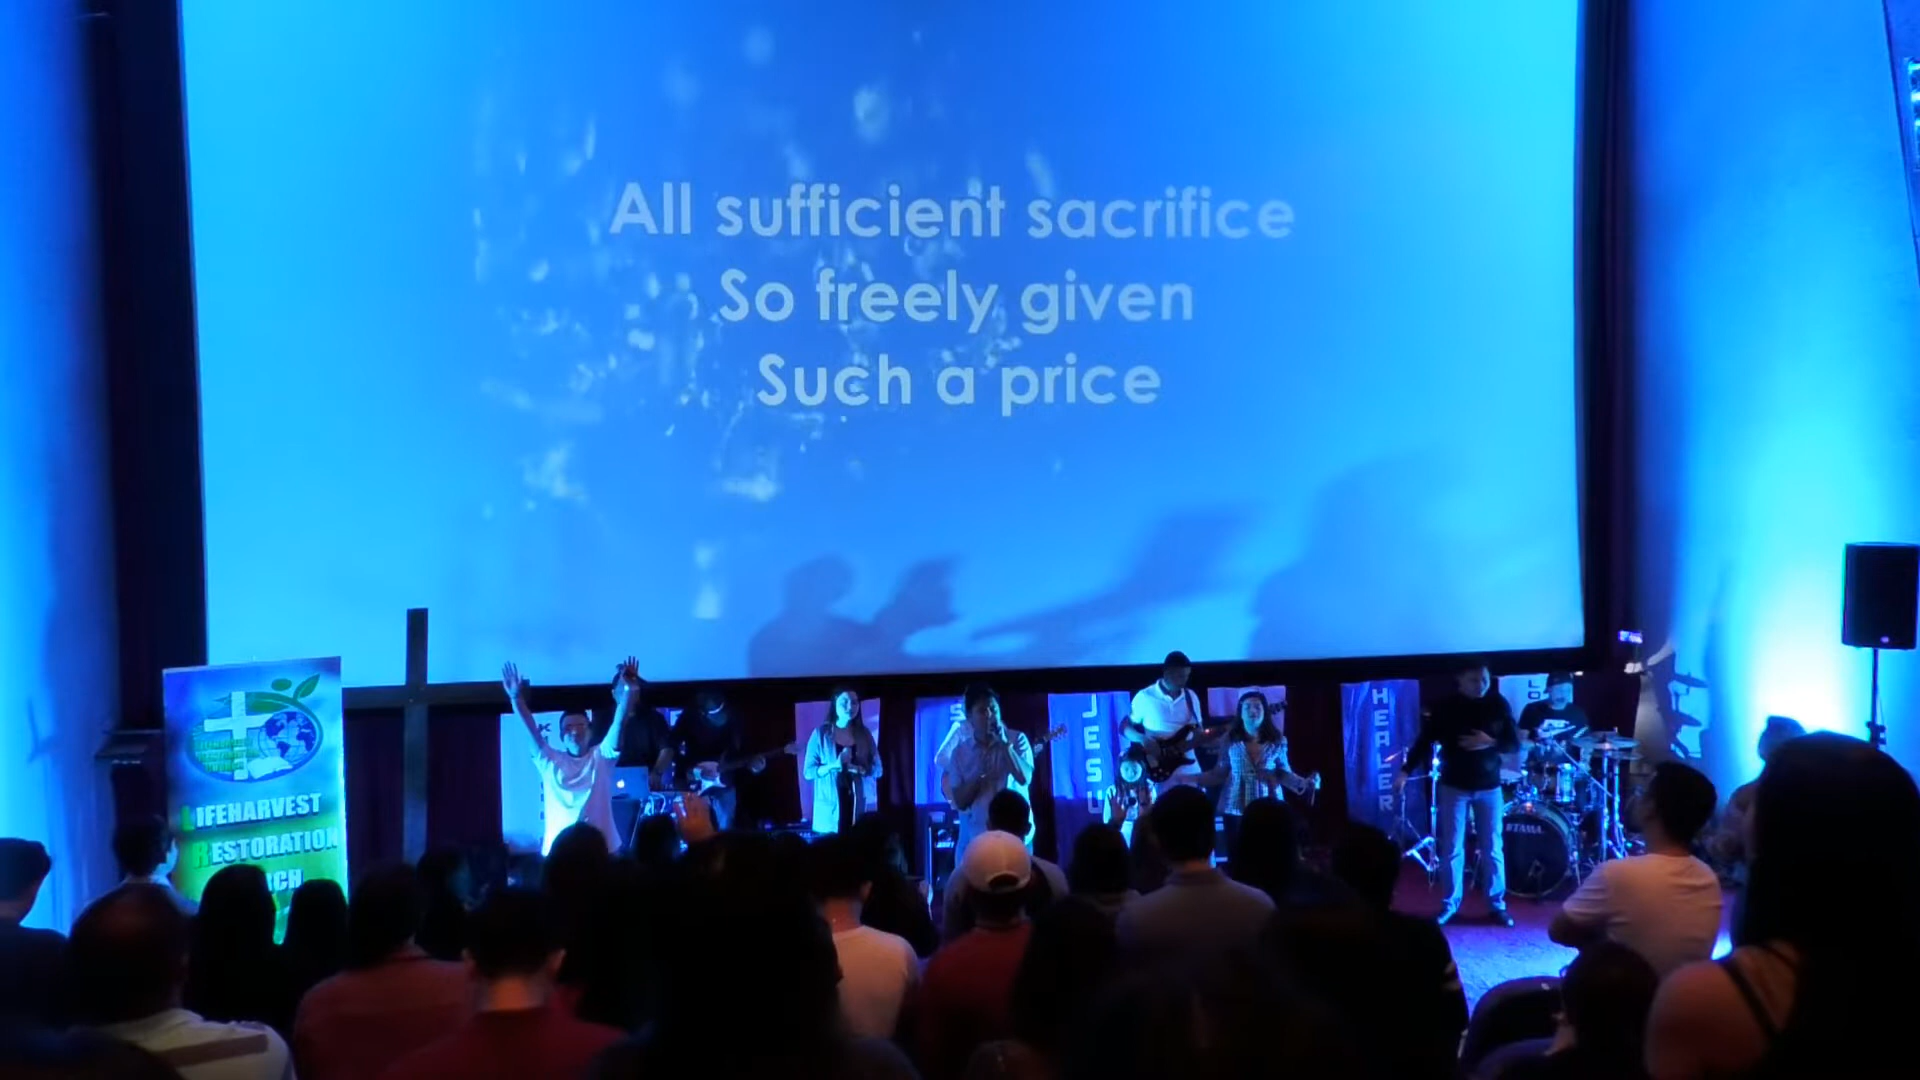 All sufficient sacrifice
So freely given
Such a price
LIFEHARVEST
RESTORATION
JESU
HEALER
TAMA